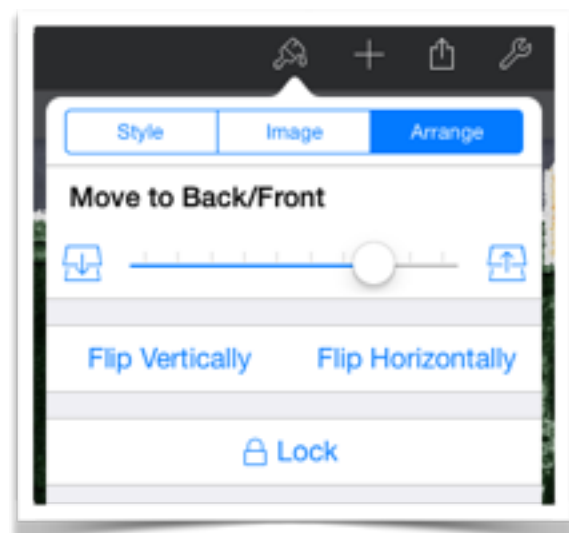 Style Image Arrange
Move to Back/Front
Flip Vertically Flip Horizontally
Lock